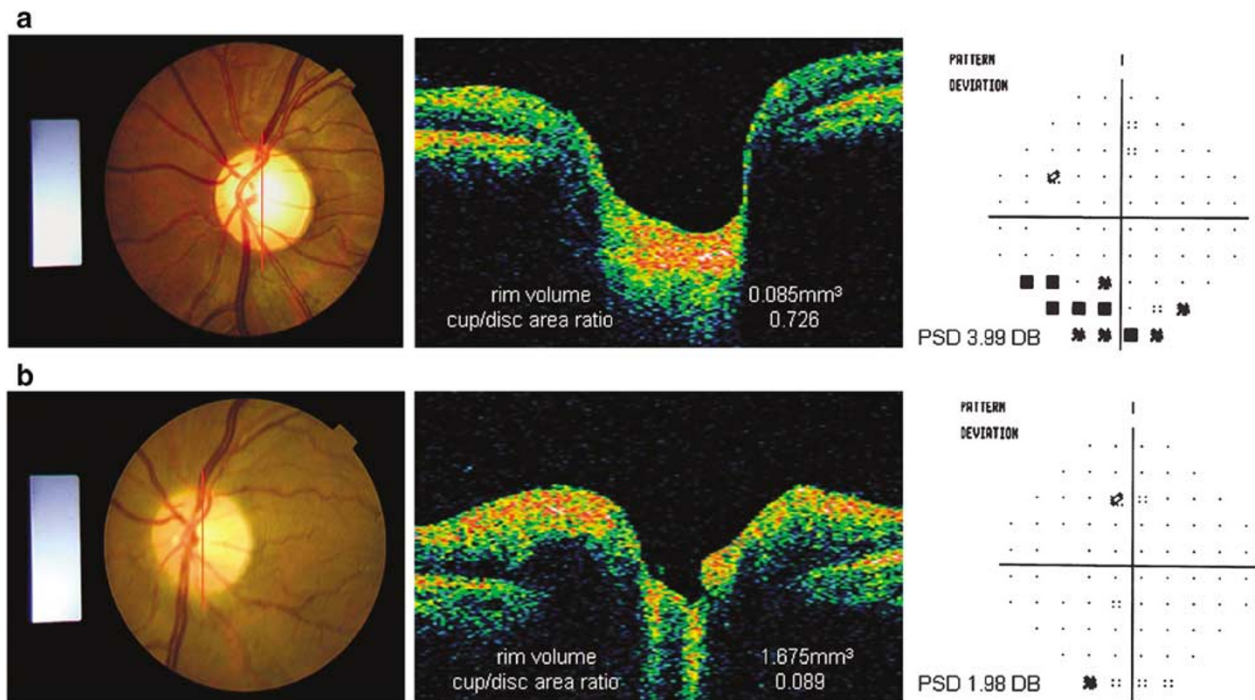 a
PATTERN
DEVIATION
rim volume 0.085mm³
cup/disc area ratio 0.726
PSD 3.99 DB
b
PATTERN
DEVIATION
rim volume 1.675mm³
cup/disc area ratio 0.089
PSD 1.98 DB